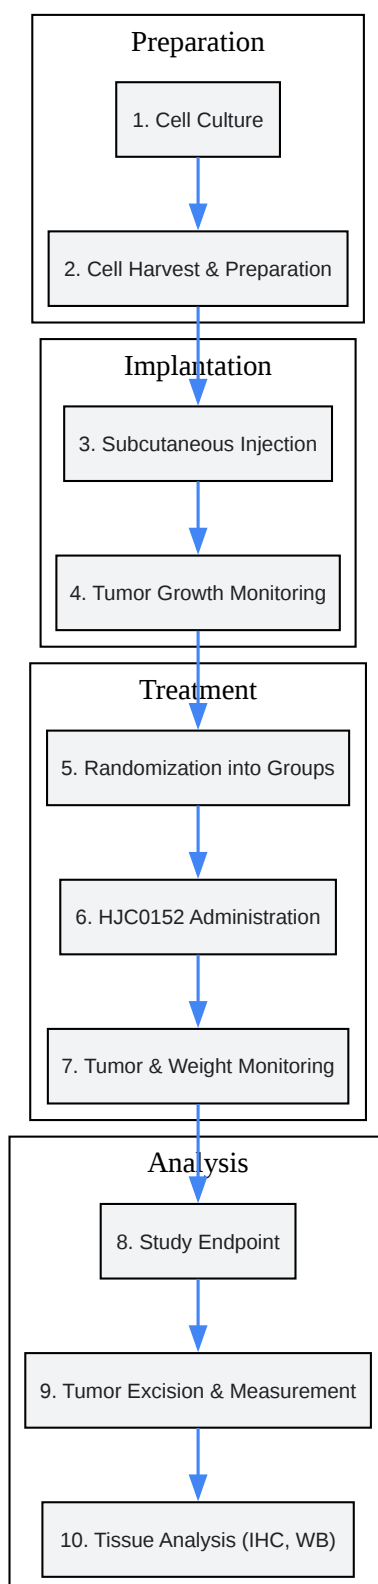 Preparation
1. Cell Culture
2. Cell Harvest & Preparation
Implantation
3. Subcutaneous Injection
4. Tumor Growth Monitoring
Treatment
5. Randomization into Groups
6. HJC0152 Administration
7. Tumor & Weight Monitoring
Analysis
8. Study Endpoint
9. Tumor Excision & Measurement
10. Tissue Analysis (IHC, WB)